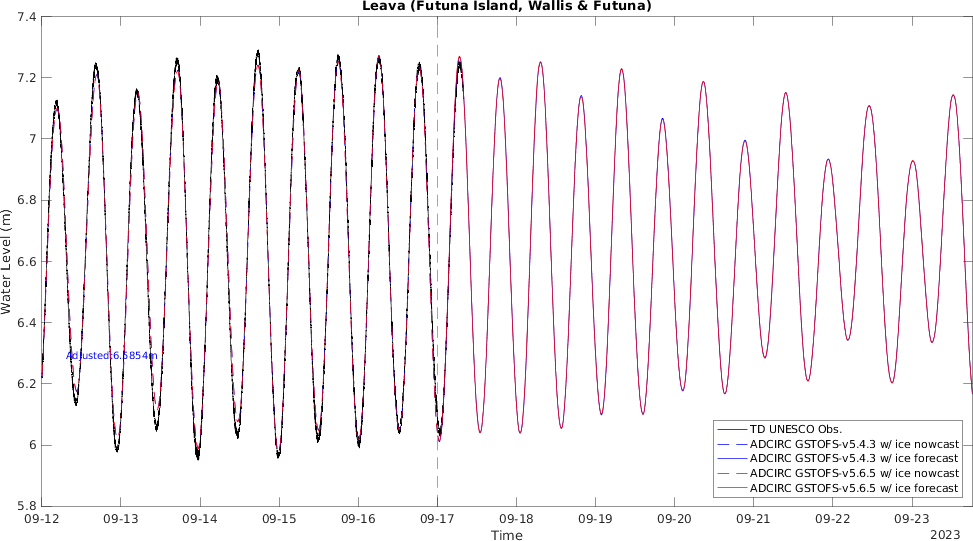 Leava (Futuna Island, Wallis & Futuna)
7.4
7.2
7
6.8
6.6
6.4
6.2
6
5.8
Water Level (m)
Adjusted:6.5854m
TD UNESCO Obs.
ADCIRC GSTOFS-v5.4.3 w/ ice nowcast
ADCIRC GSTOFS-v5.4.3 w/ ice forecast
ADCIRC GSTOFS-v5.6.5 w/ ice nowcast
ADCIRC GSTOFS-v5.6.5 w/ ice forecast
09-12 09-13 09-14 09-15 09-16 09-17 09-18 09-19 09-20 09-21 09-22 09-23
Time
2023